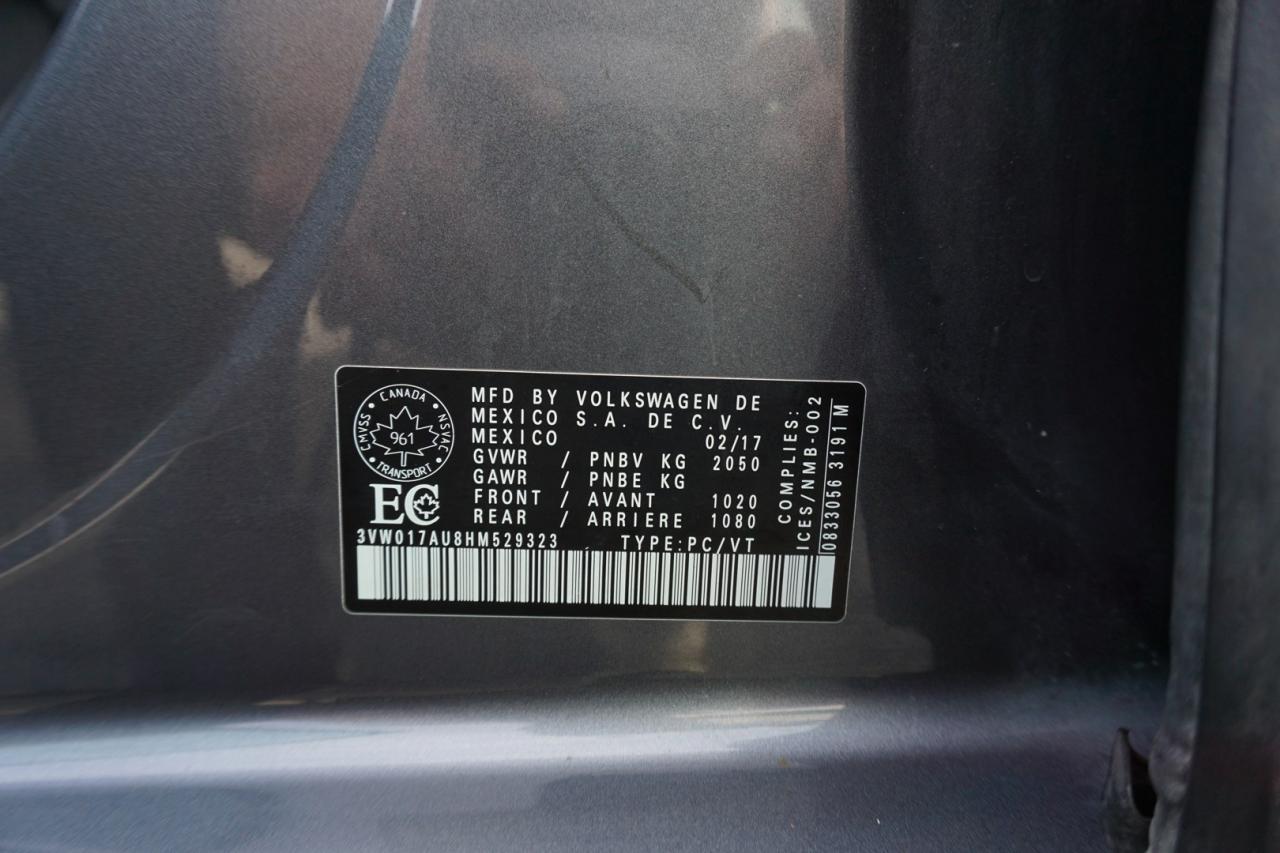 CANADA
CMVSS
NSVAC
961
TRANSPORT
EC
MFD BY VOLKSWAGEN DE
MEXICO S.A. DE C.V.
MEXICO 02/17
GVWR / PNBV KG 2050
GAWR / PNBE KG
FRONT / AVANT 1020
REAR / ARRIERE 1080
3VW017AU8HM529323 TYPE:PC/VT
COMPLIES:
ICES/NMB-002
0833056 3191 M